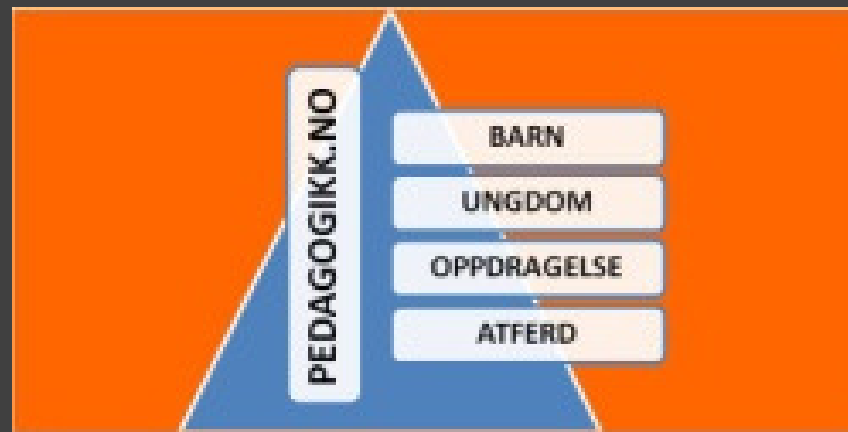 PEDAGOGIKK.NO
BARN
UNGDOM
OPPDRAGELSE
ATFERD